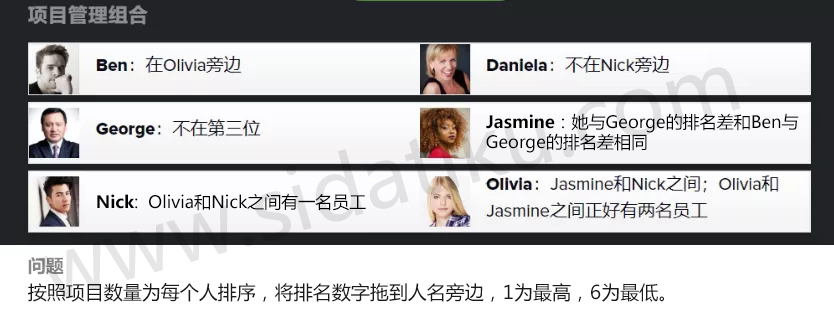 项目管理组合
Ben：在Olivia旁边
Daniela：不在Nick旁边
George：不在第三位
Jasmine：她与George的排名差和Ben与
George的排名差相同
Nick：Olivia和Nick之间有一名员工
Olivia：Jasmine和Nick之间；Olivia和
Jasmine之间正好有两名员工
www.sidatiku.com
问题
按照项目数量为每个人排序，将排名数字拖到人名旁边，1为最高，6为最低。